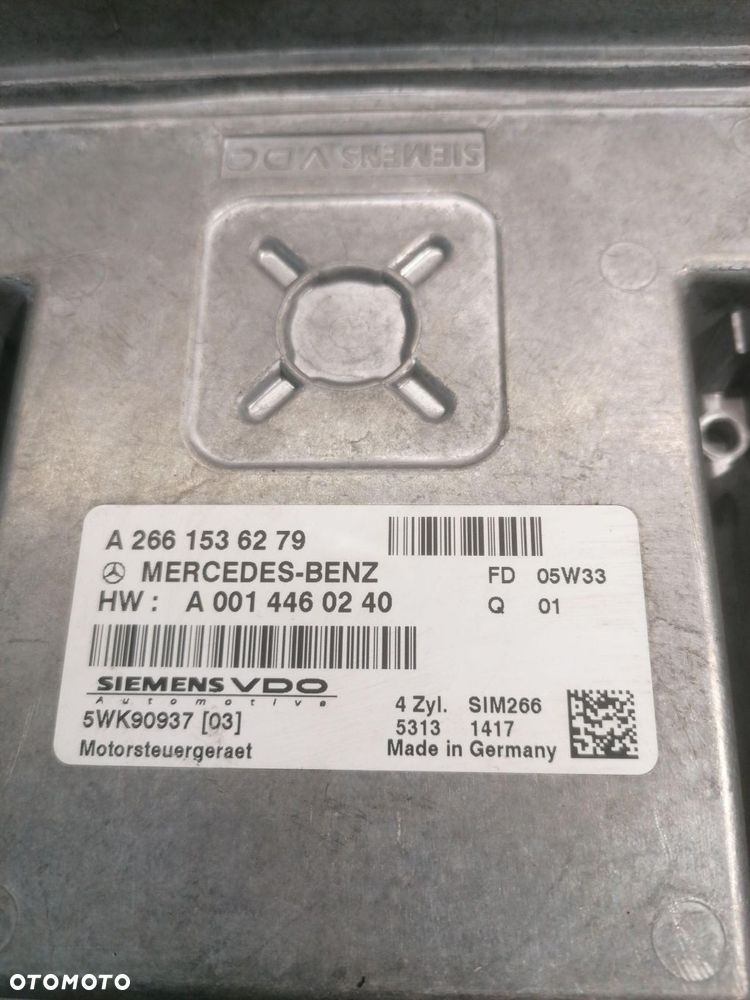 SIEMENS VDO
A 266 153 62 79
MERCEDES-BENZ
FD 05W33
HW : A 001 446 02 40
Q 01
SIEMENS VDO
Automotive
5WK90937 [03]
4 Zyl. SIM266
5313 1417
Motorsteuergeraet
Made in Germany
OTOMOTO